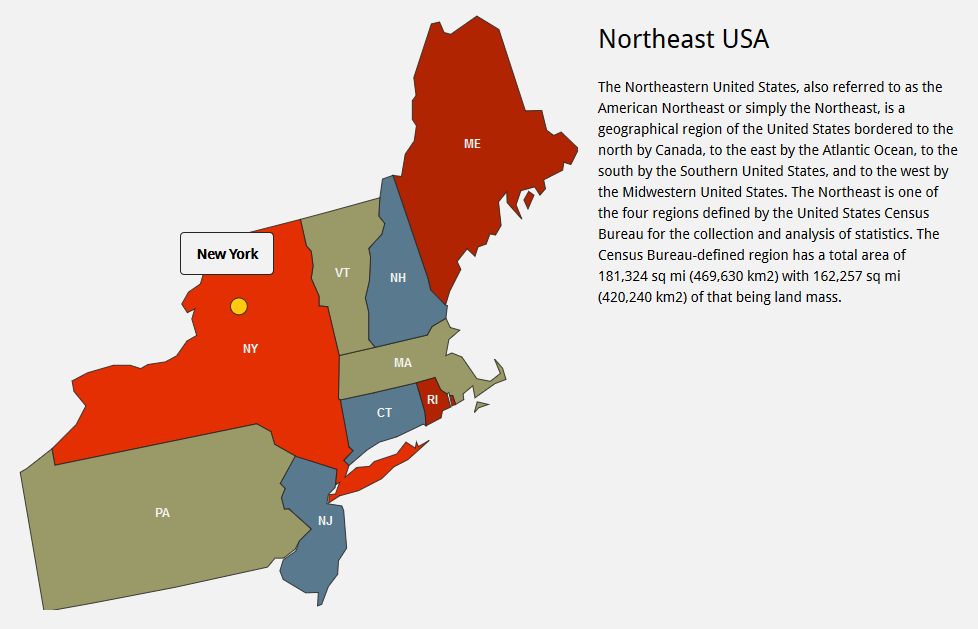 Northeast USA
The Northeastern United States, also referred to as the
American Northeast or simply the Northeast, is a
geographical region of the United States bordered to the
north by Canada, to the east by the Atlantic Ocean, to the
south by the Southern United States, and to the west by
the Midwestern United States. The Northeast is one of
the four regions defined by the United States Census
Bureau for the collection and analysis of statistics. The
Census Bureau-defined region has a total area of
181,324 sq mi (469,630 km2) with 162,257 sq mi
(420,240 km2) of that being land mass.
ME
New York
VT
NH
NY
MA
RI
CT
PA
NJ